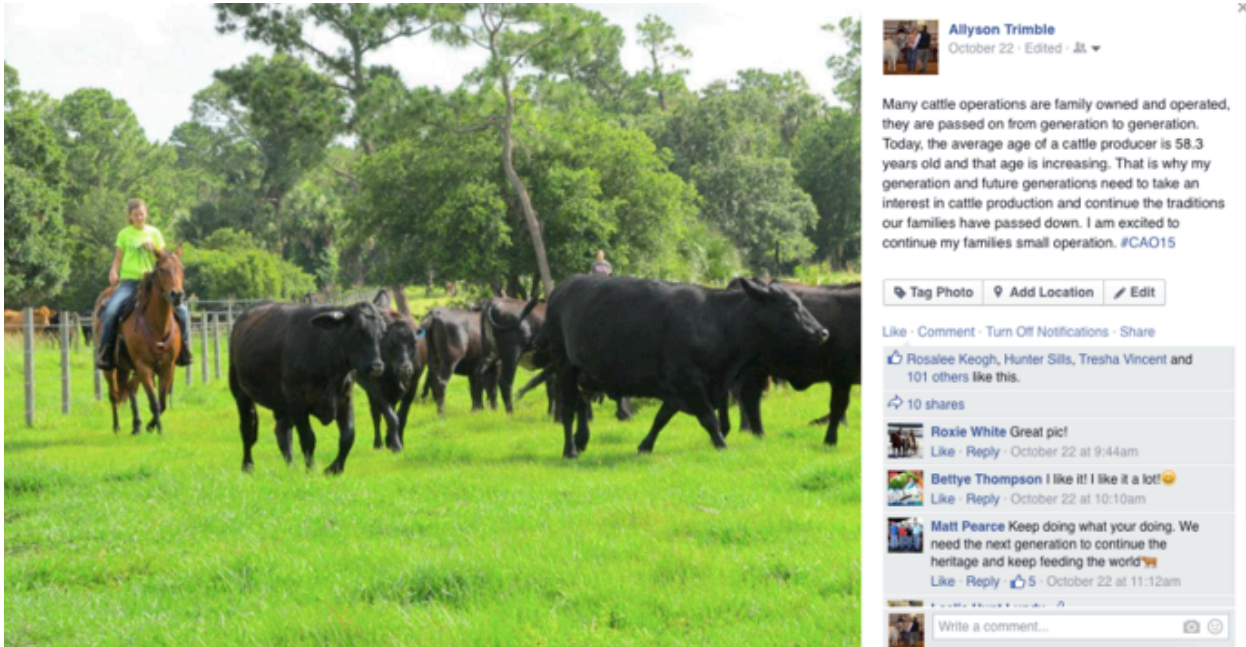 Allyson Trimble
October 22 · Edited ·
Many cattle operations are family owned and operated,
they are passed on from generation to generation.
Today, the average age of a cattle producer is 58.3
years old and that age is increasing. That is why my
generation and future generations need to take an
interest in cattle production and continue the traditions
our families have passed down. I am excited to
continue my families small operation. #CAO15
Tag Photo Add Location Edit
Like · Comment · Turn Off Notifications · Share
Rosalee Keogh, Hunter Sills, Tresha Vincent and
101 others like this.
10 shares
Roxie White Great pic!
Like · Reply · October 22 at 9:44am
Bettye Thompson I like it! I like it a lot!😀
Like · Reply · October 22 at 10:10am
Matt Pearce Keep doing what your doing. We
need the next generation to continue the
heritage and keep feeding the world🐂
Like · Reply · 5 · October 22 at 11:12am
Write a comment...